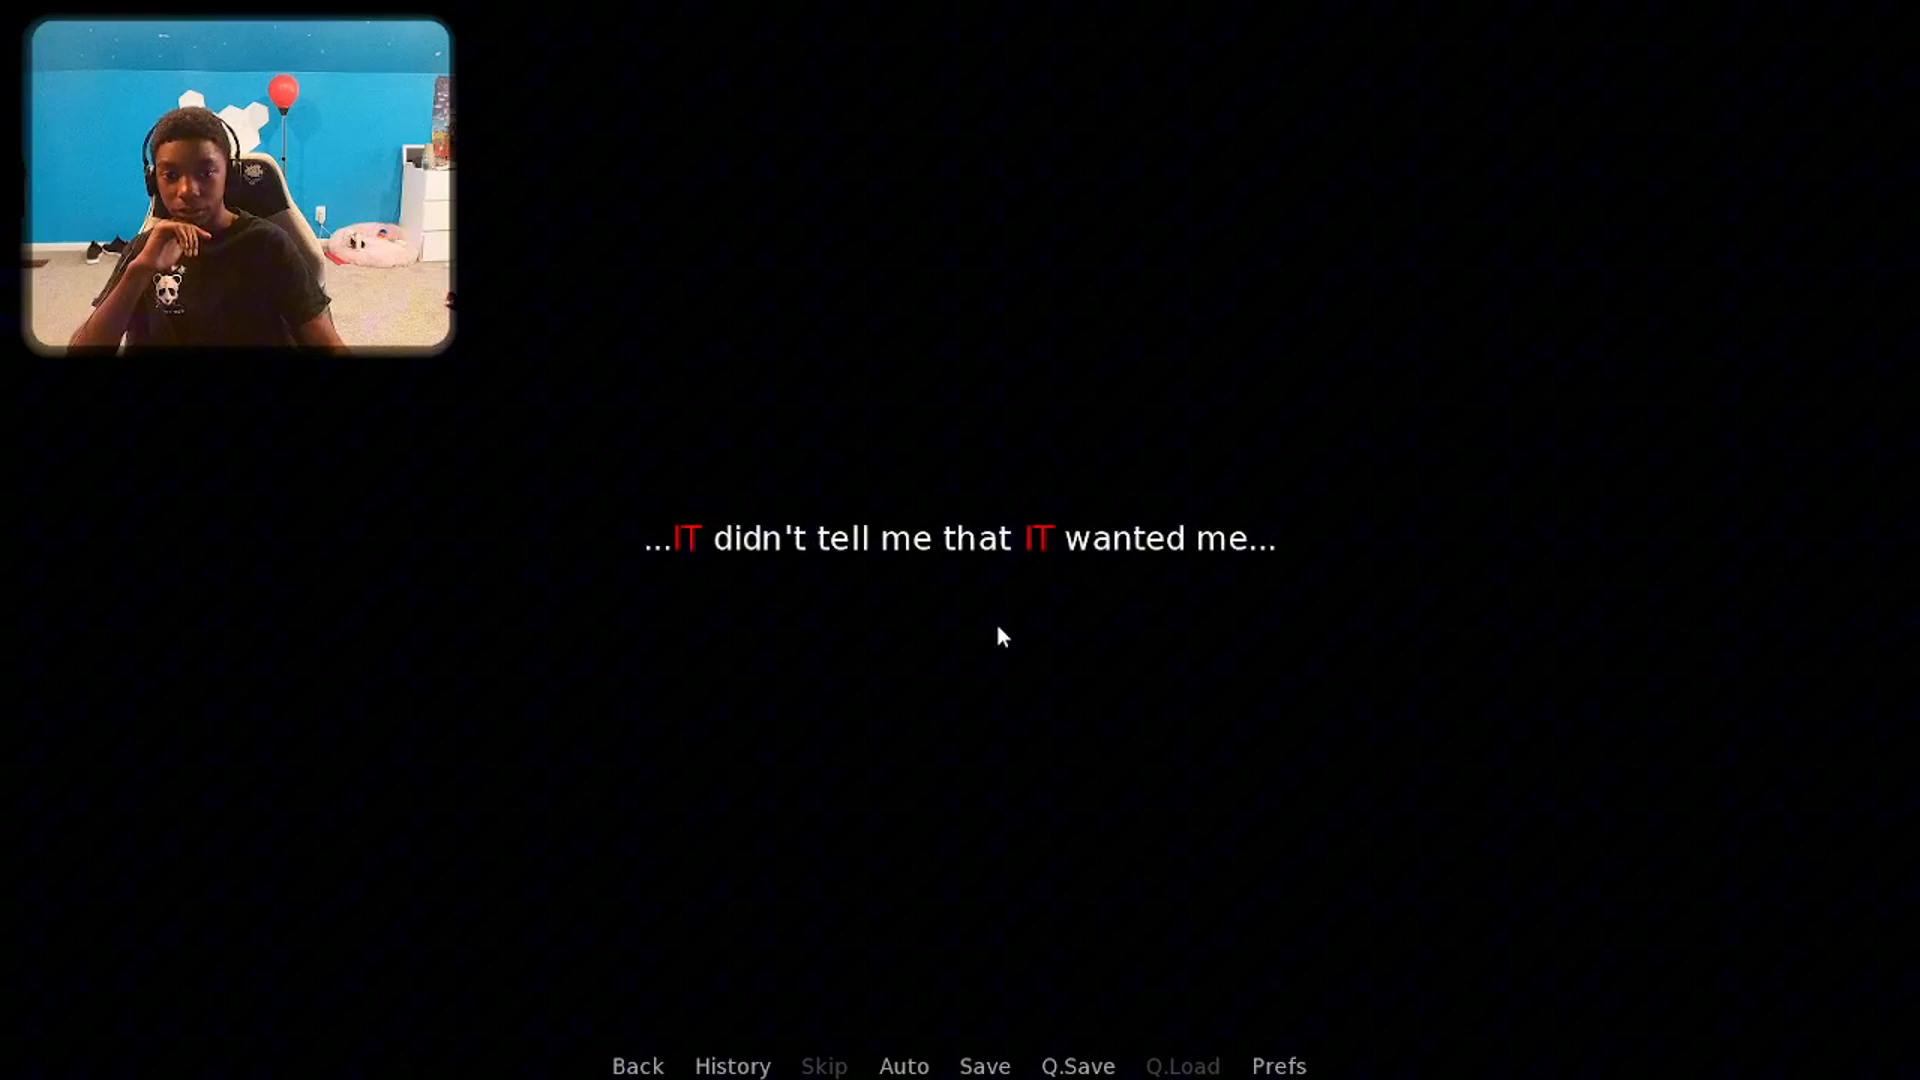 ...IT didn't tell me that IT wanted me...
Back History Skip Auto Save Q.Save Q.Load Prefs